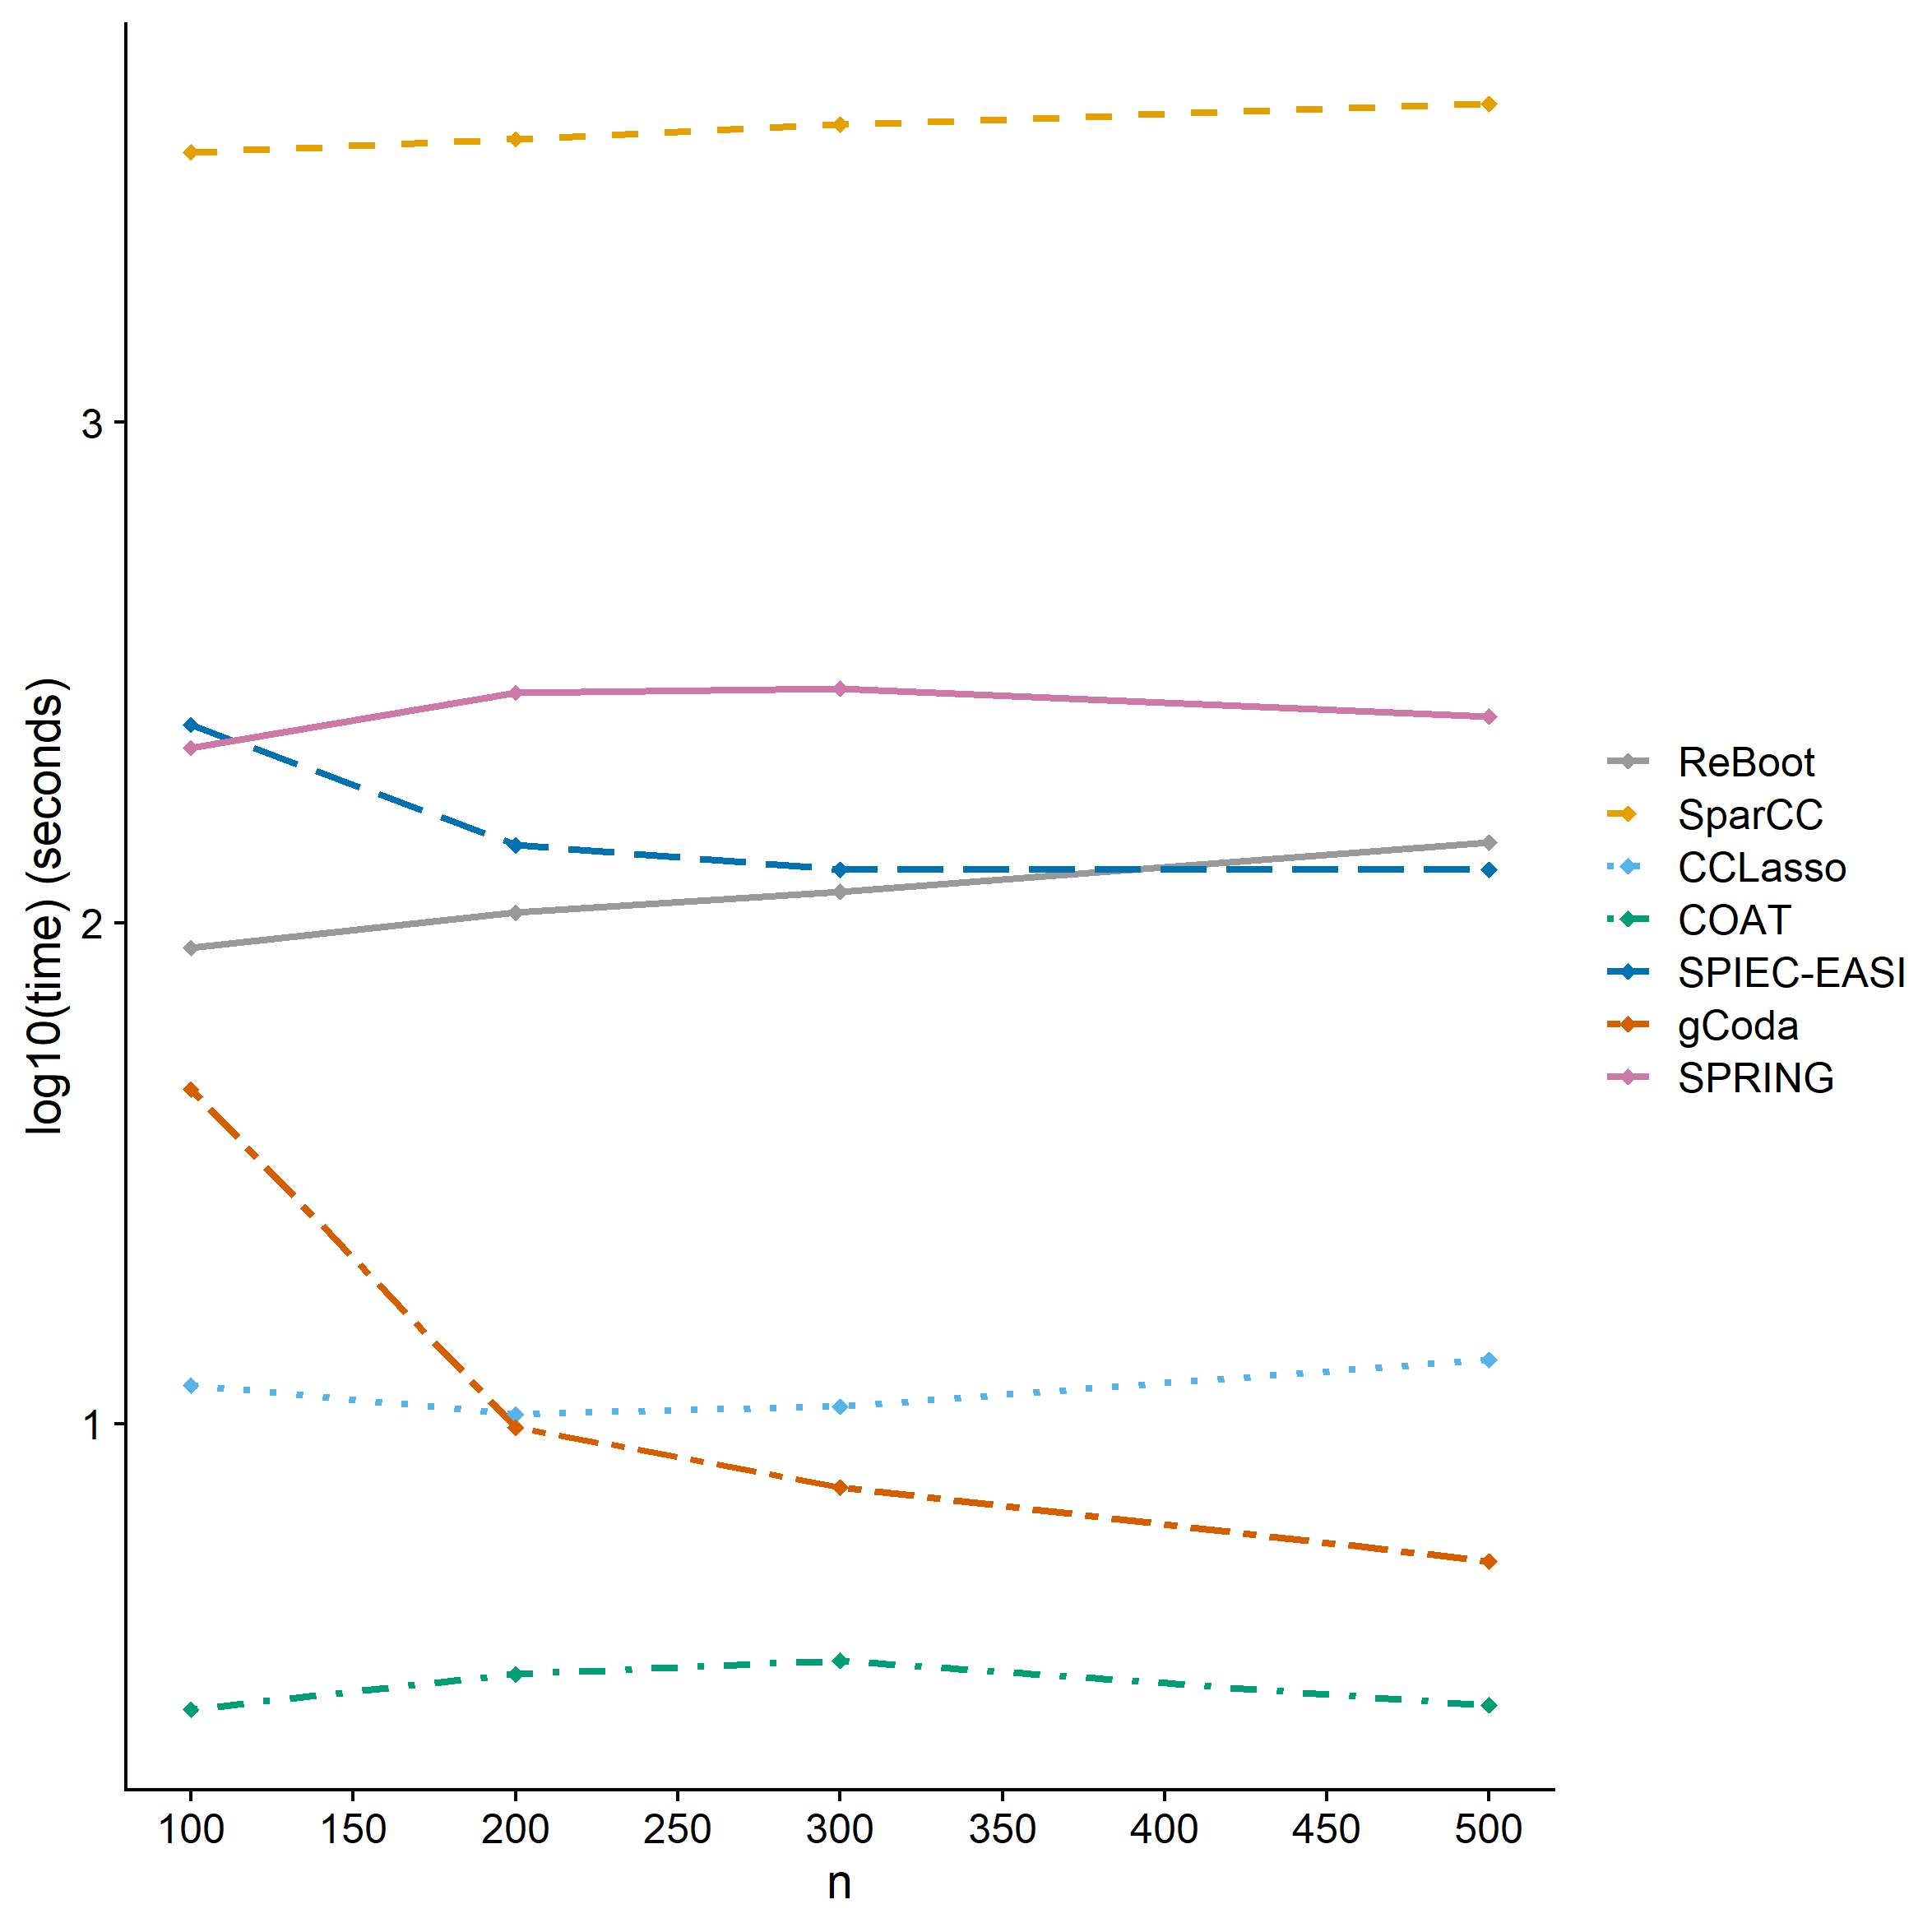 log10(time) (seconds)
3
2
1
100 150 200 250 300 350 400 450 500
n
ReBoot
SparCC
CCLasso
COAT
SPIEC-EASI
gCoda
SPRING